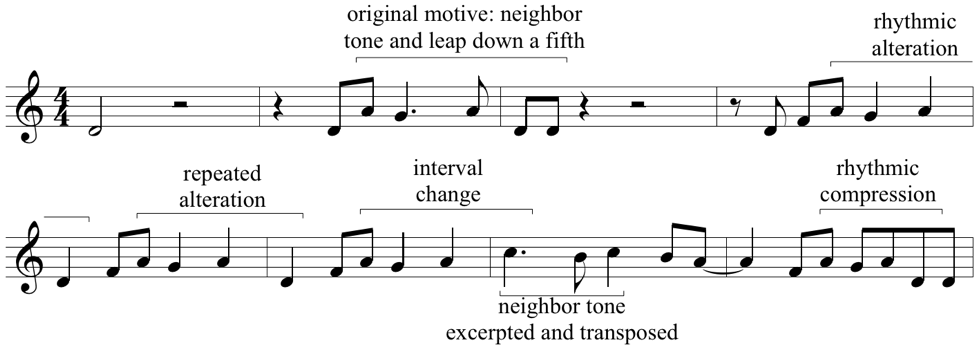 original motive: neighbor
tone and leap down a fifth
rhythmic
alteration
4
4
repeated
alteration
interval
change
rhythmic
compression
neighbor tone
excerpted and transposed